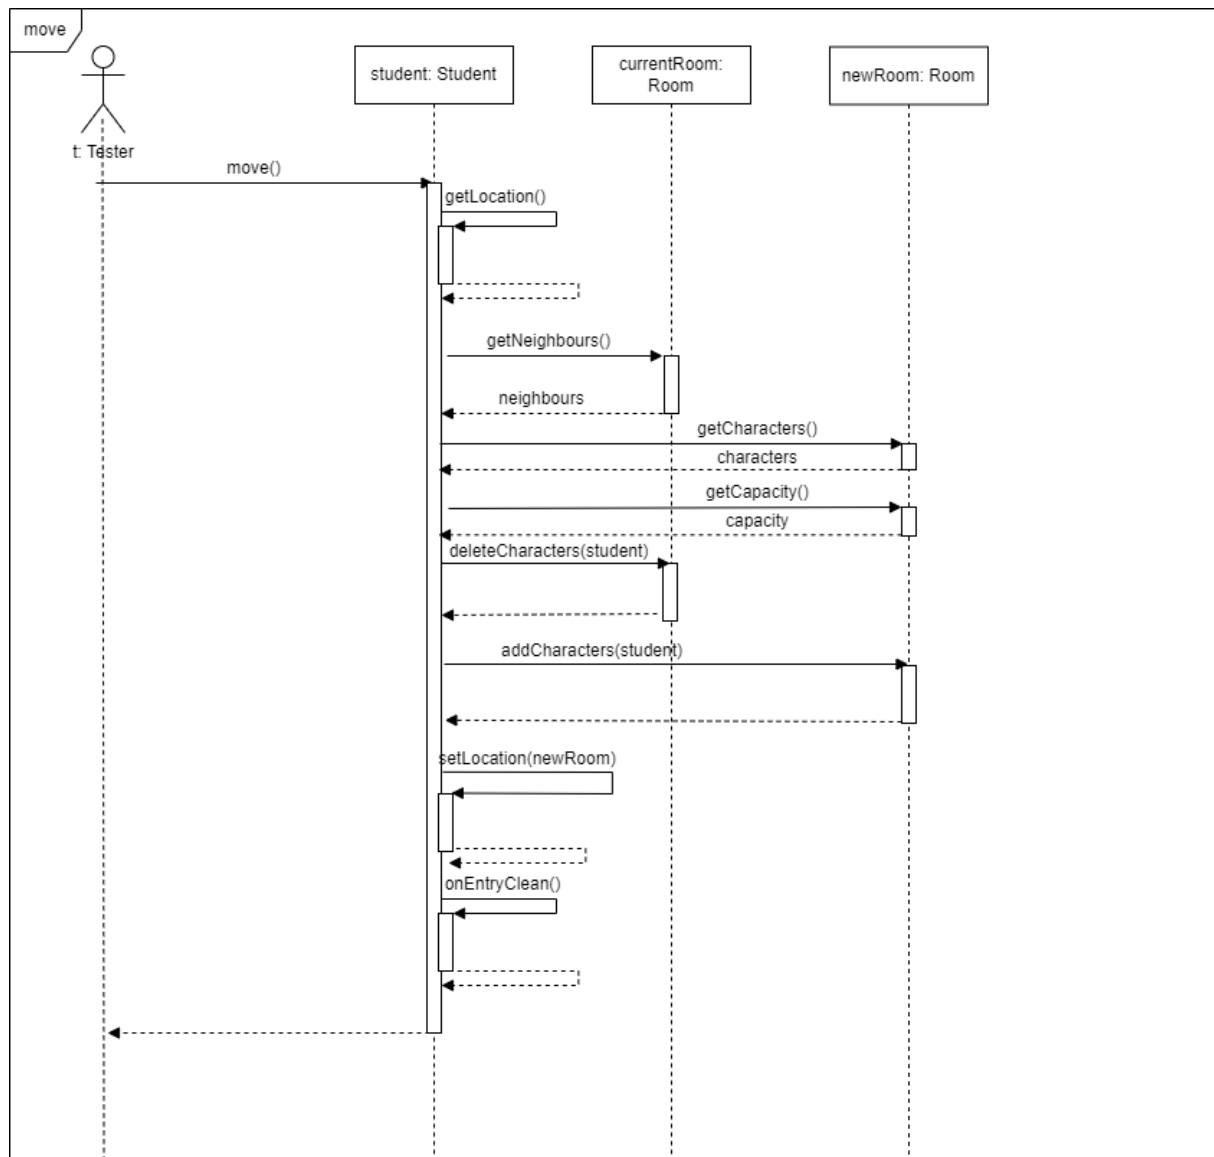 move
student: Student
currentRoom:
Room
newRoom: Room
t: Tester
move()
getLocation()
getNeighbours()
neighbours
getCharacters()
characters
getCapacity()
capacity
deleteCharacters(student)
addCharacters(student)
setLocation(newRoom)
onEntryClean()